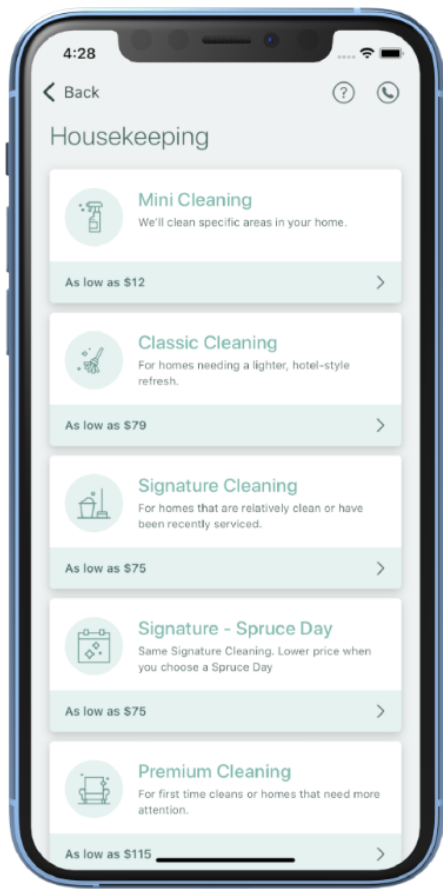 4:28
Back
?
Housekeeping
Mini Cleaning
We'll clean specific areas in your home.
As low as $12
Classic Cleaning
For homes needing a lighter, hotel-style
refresh.
As low as $79
Signature Cleaning
For homes that are relatively clean or have
been recently serviced.
As low as $75
Signature - Spruce Day
Same Signature Cleaning. Lower price when
you choose a Spruce Day
As low as $75
Premium Cleaning
For first time cleans or homes that need more
attention.
As low as $115